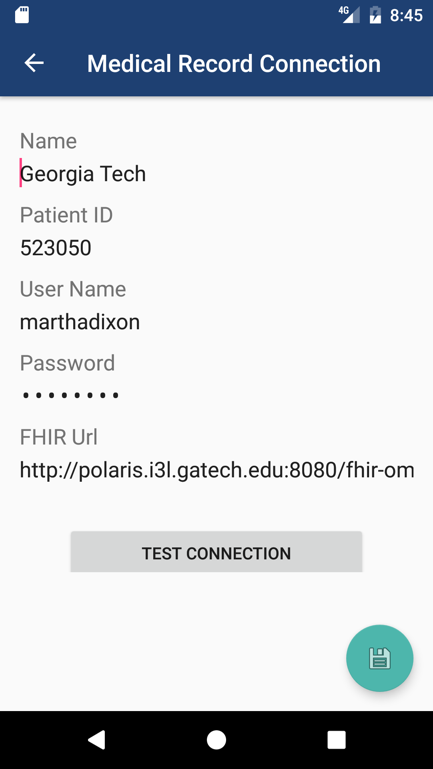 4G 8:45
Medical Record Connection
Name
Georgia Tech
Patient ID
523050
User Name
marthadixon
Password
••••••••
FHIR Url
http://polaris.i3l.gatech.edu:8080/fhir-om
TEST CONNECTION